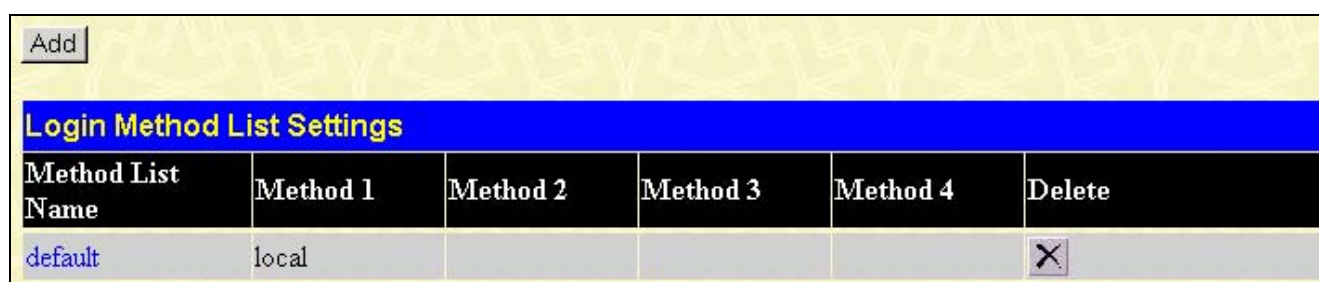 Add
Login Method List Settings
Method List Name Method 1 Method 2 Method 3 Method 4 Delete
default local